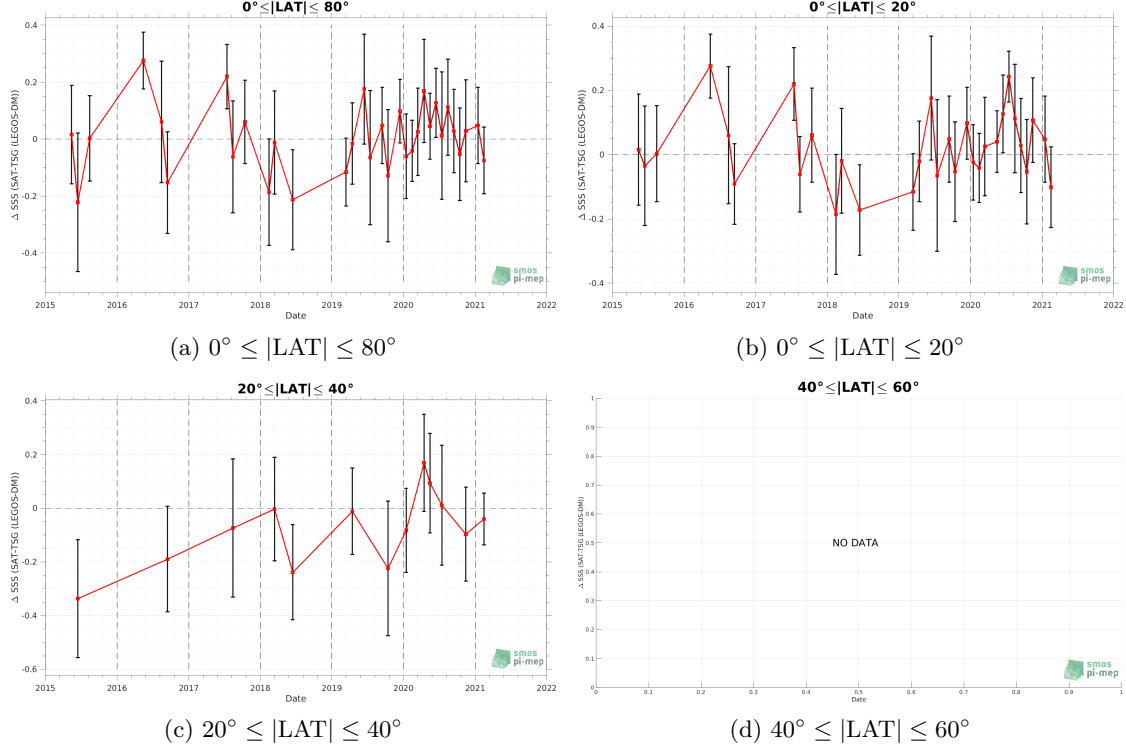 0°≤|LAT|≤ 80°
0.4
0.2
0
-0.2
-0.4
Δ SSS (SAT-TSG (LEGOS-DM))
2015 2016 2017 2018 2019 2020 2021 2022
Date
smos
pi-mep
(a) 0° ≤ |LAT| ≤ 80°
0°≤|LAT|≤ 20°
0.4
0.2
0
-0.2
-0.4
Δ SSS (SAT-TSG (LEGOS-DM))
2015 2016 2017 2018 2019 2020 2021 2022
Date
smos
pi-mep
(b) 0° ≤ |LAT| ≤ 20°
20°≤|LAT|≤ 40°
0.4
0.2
0
-0.2
-0.4
-0.6
Δ SSS (SAT-TSG (LEGOS-DM))
2015 2016 2017 2018 2019 2020 2021 2022
Date
smos
pi-mep
(c) 20° ≤ |LAT| ≤ 40°
40°≤|LAT|≤ 60°
1
0.9
0.8
0.7
0.6
0.5
0.4
0.3
0.2
0.1
0
Δ SSS (SAT-TSG (LEGOS-DM))
NO DATA
0 0.1 0.2 0.3 0.4 0.5 0.6 0.7 0.8 0.9 1
Date
smos
pi-mep
(d) 40° ≤ |LAT| ≤ 60°